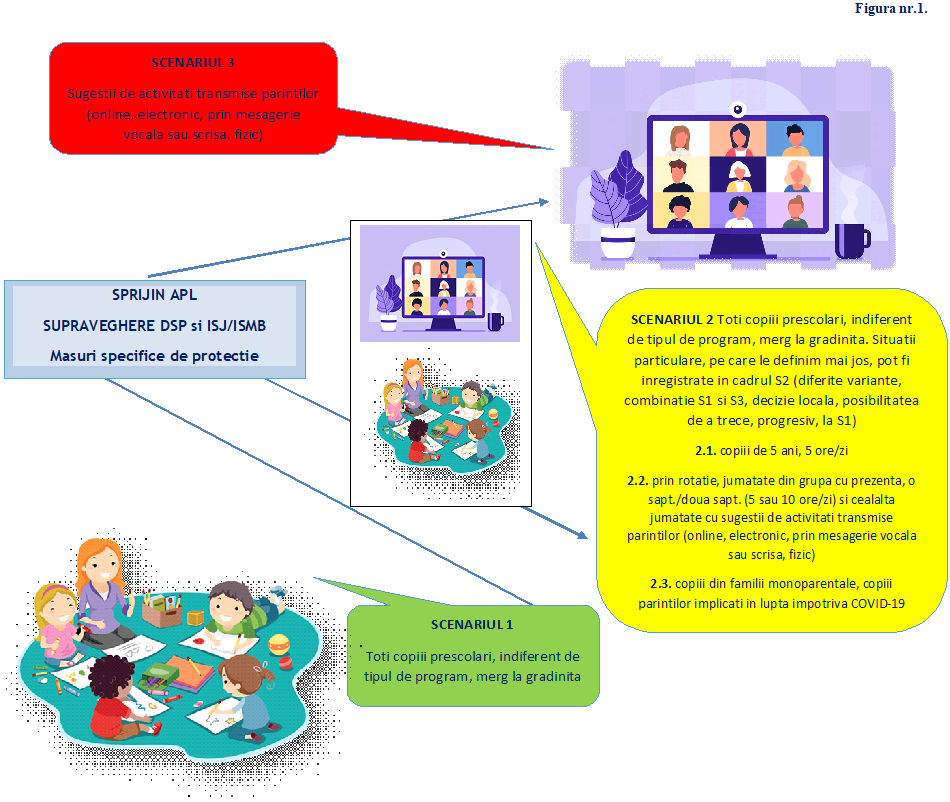 Figura nr.1.
SCENARIUL 3
Sugestii de activitati transmise parintilor
(online, electronic, prin mesagerie
vocala sau scrisa, fizic)
SPRIJIN APL
SUPRAVEGHERE DSP si ISJ/ISMB
Masuri specifice de protectie
SCENARIUL 2 Toti copiii prescolari, indiferent
de tipul de program, merg la gradinita. Situatii
particulare, pe care le definim mai jos, pot fi
inregistrate in cadrul S2 (diferite variante,
combinatie S1 si S3, decizie locala, posibilitatea
de a trece, progresiv, la S1)
2.1. copiii de 5 ani, 5 ore/zi
2.2. prin rotatie, jumatate din grupa cu prezenta, o
sapt./doua sapt. (5 sau 10 ore/zi) si cealalta
jumatate cu sugestii de activitati transmise
parintilor (online, electronic, prin mesagerie vocala
sau scrisa, fizic)
2.3. copiii din familii monoparentale, copiii
parintilor implicati in lupta impotriva COVID-19
SCENARIUL 1
Toti copiii prescolari, indiferent de
tipul de program, merg la gradinita